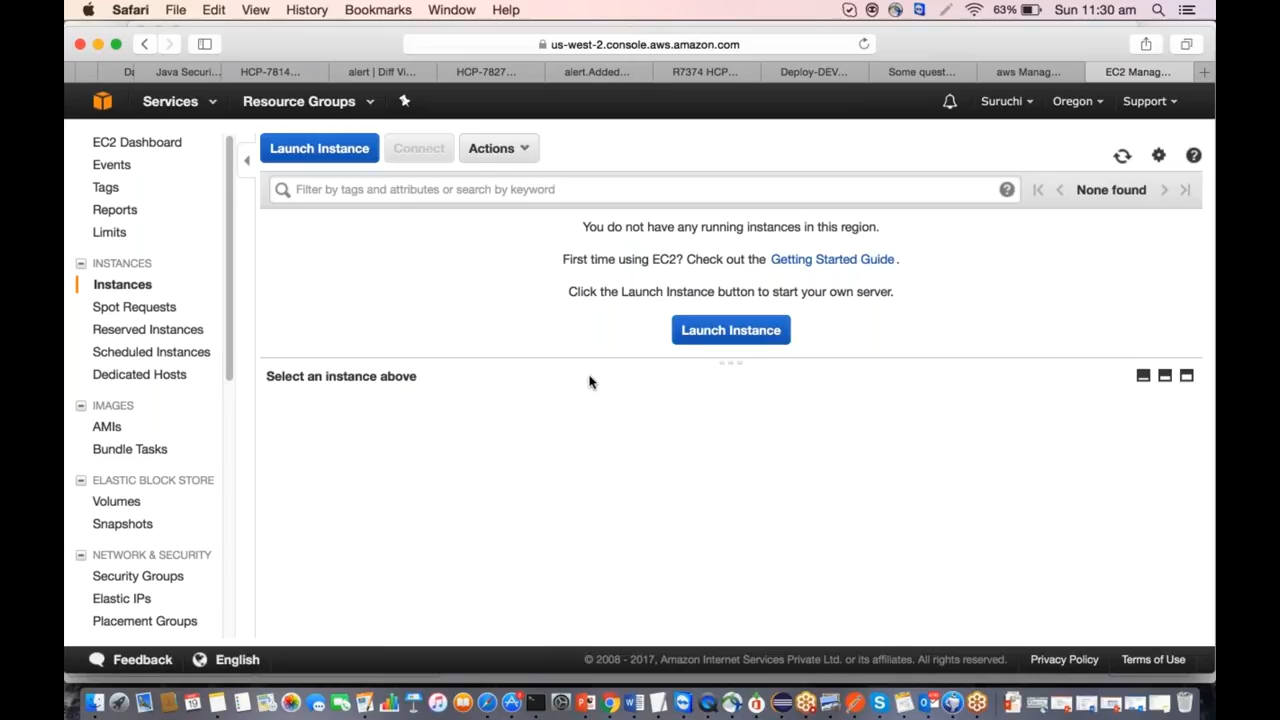 Safari File Edit View History Bookmarks Window Help 63% Sun 11:30 am
us-west-2.console.aws.amazon.com
Da Java Securi... HCP-7814... alert | Diff Vi... HCP-7827... alert.Added... R7374 HCP... Deploy-DEV... Some quest... aws Manag... EC2 Manag...
Services Resource Groups Suruchi Oregon Support
EC2 Dashboard
Events
Tags
Reports
Limits
INSTANCES
Instances
Spot Requests
Reserved Instances
Scheduled Instances
Dedicated Hosts
IMAGES
AMIs
Bundle Tasks
ELASTIC BLOCK STORE
Volumes
Snapshots
NETWORK & SECURITY
Security Groups
Elastic IPs
Placement Groups
Launch Instance Connect Actions
Filter by tags and attributes or search by keyword None found
You do not have any running instances in this region.
First time using EC2? Check out the Getting Started Guide .
Click the Launch Instance button to start your own server.
Launch Instance
Select an instance above
Feedback English © 2008 - 2017, Amazon Internet Services Private Ltd. or its affiliates. All rights reserved. Privacy Policy Terms of Use